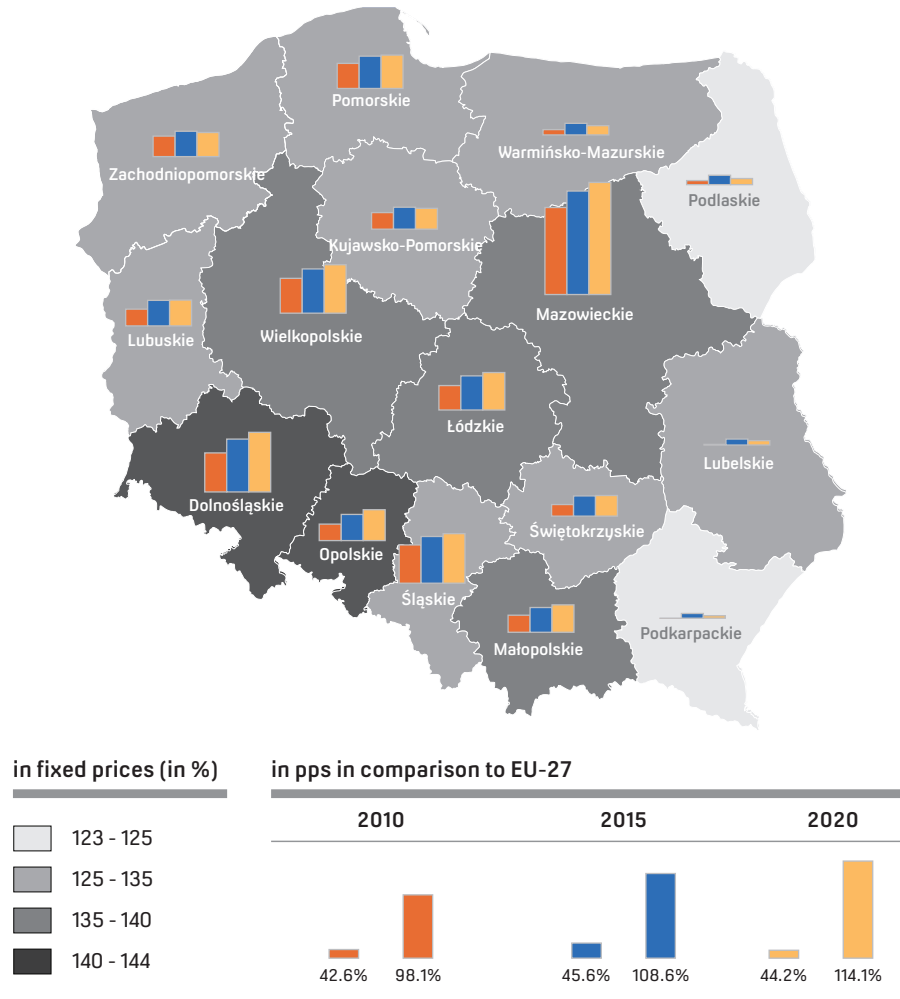 Pomorskie
Warmińsko-Mazurskie
Zachodniopomorskie
Podlaskie
Kujawsko-Pomorskie
Mazowieckie
Wielkopolskie
Lubuskie
Łódzkie
Lubelskie
Dolnośląskie
Świętokrzyskie
Opolskie
Śląskie
Podkarpackie
Małopolskie
in fixed prices (in %)
123 - 125
125 - 135
135 - 140
140 - 144
in pps in comparison to EU-27
2010 2015 2020
42.6% 98.1% 45.6% 108.6% 44.2% 114.1%